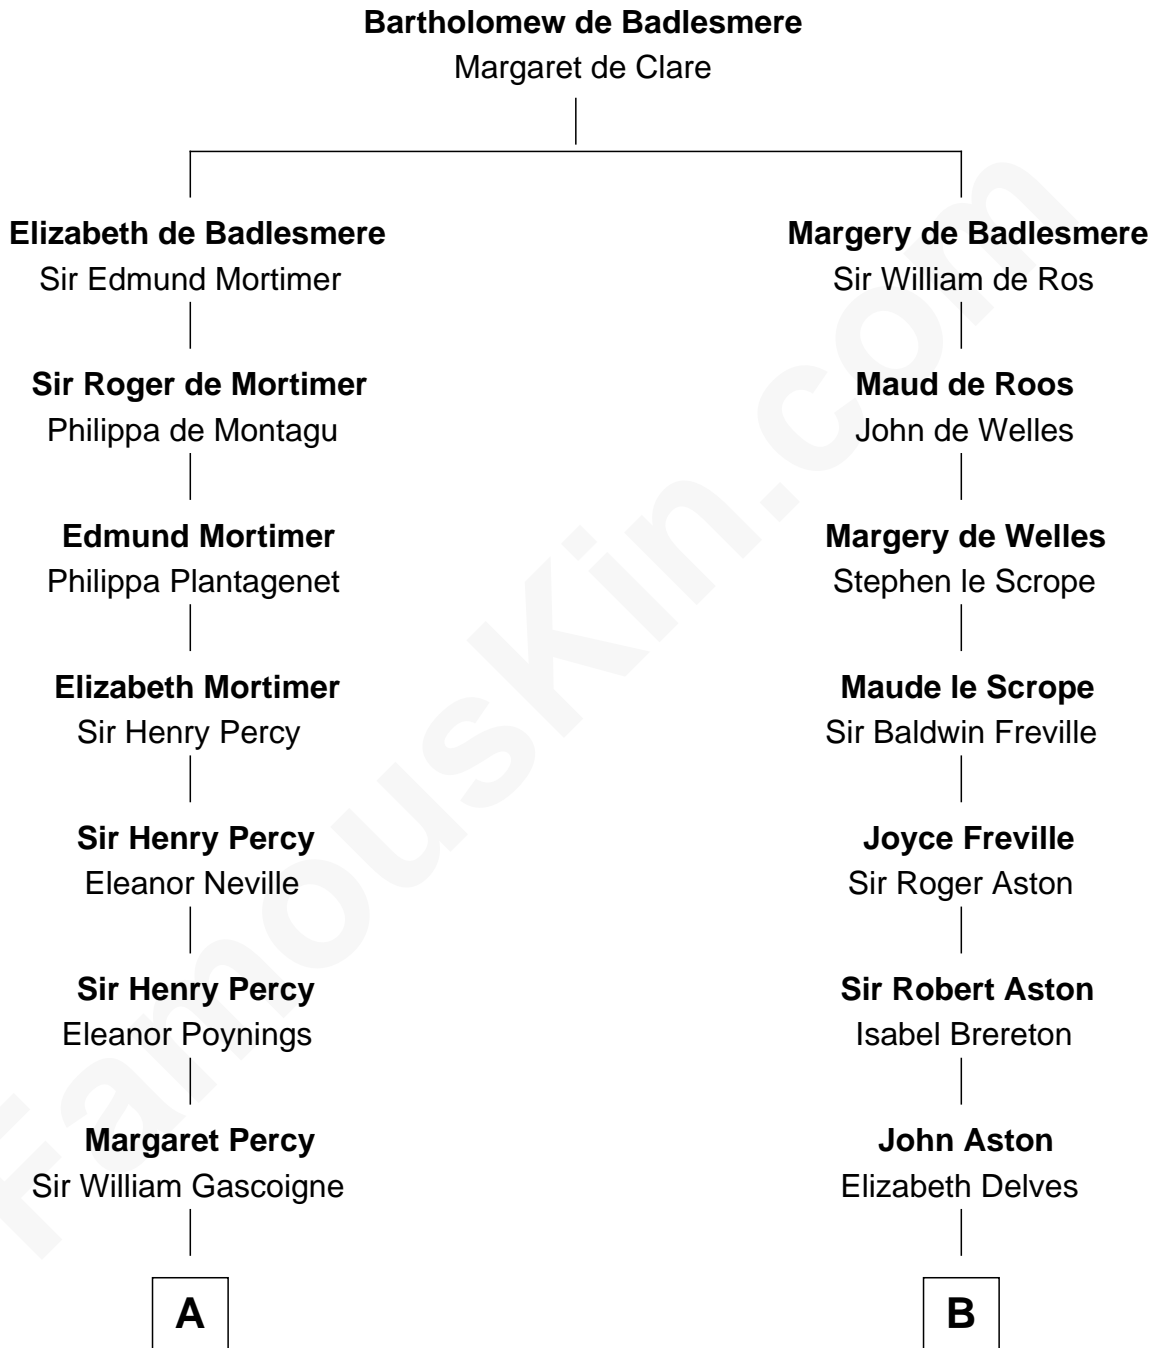 Bartholomew de Badlesmere
Margaret de Clare
Elizabeth de Badlesmere
Sir Edmund Mortimer
Margery de Badlesmere
Sir William de Ros
Sir Roger de Mortimer
Philippa de Montagu
Maud de Roos
John de Welles
Edmund Mortimer
Philippa Plantagenet
Margery de Welles
Stephen le Scrope
Elizabeth Mortimer
Sir Henry Percy
Maude le Scrope
Sir Baldwin Freville
Sir Henry Percy
Eleanor Neville
Joyce Freville
Sir Roger Aston
Sir Henry Percy
Eleanor Poynings
Sir Robert Aston
Isabel Brereton
Margaret Percy
Sir William Gascoigne
John Aston
Elizabeth Delves
A
B
FamousKin.com